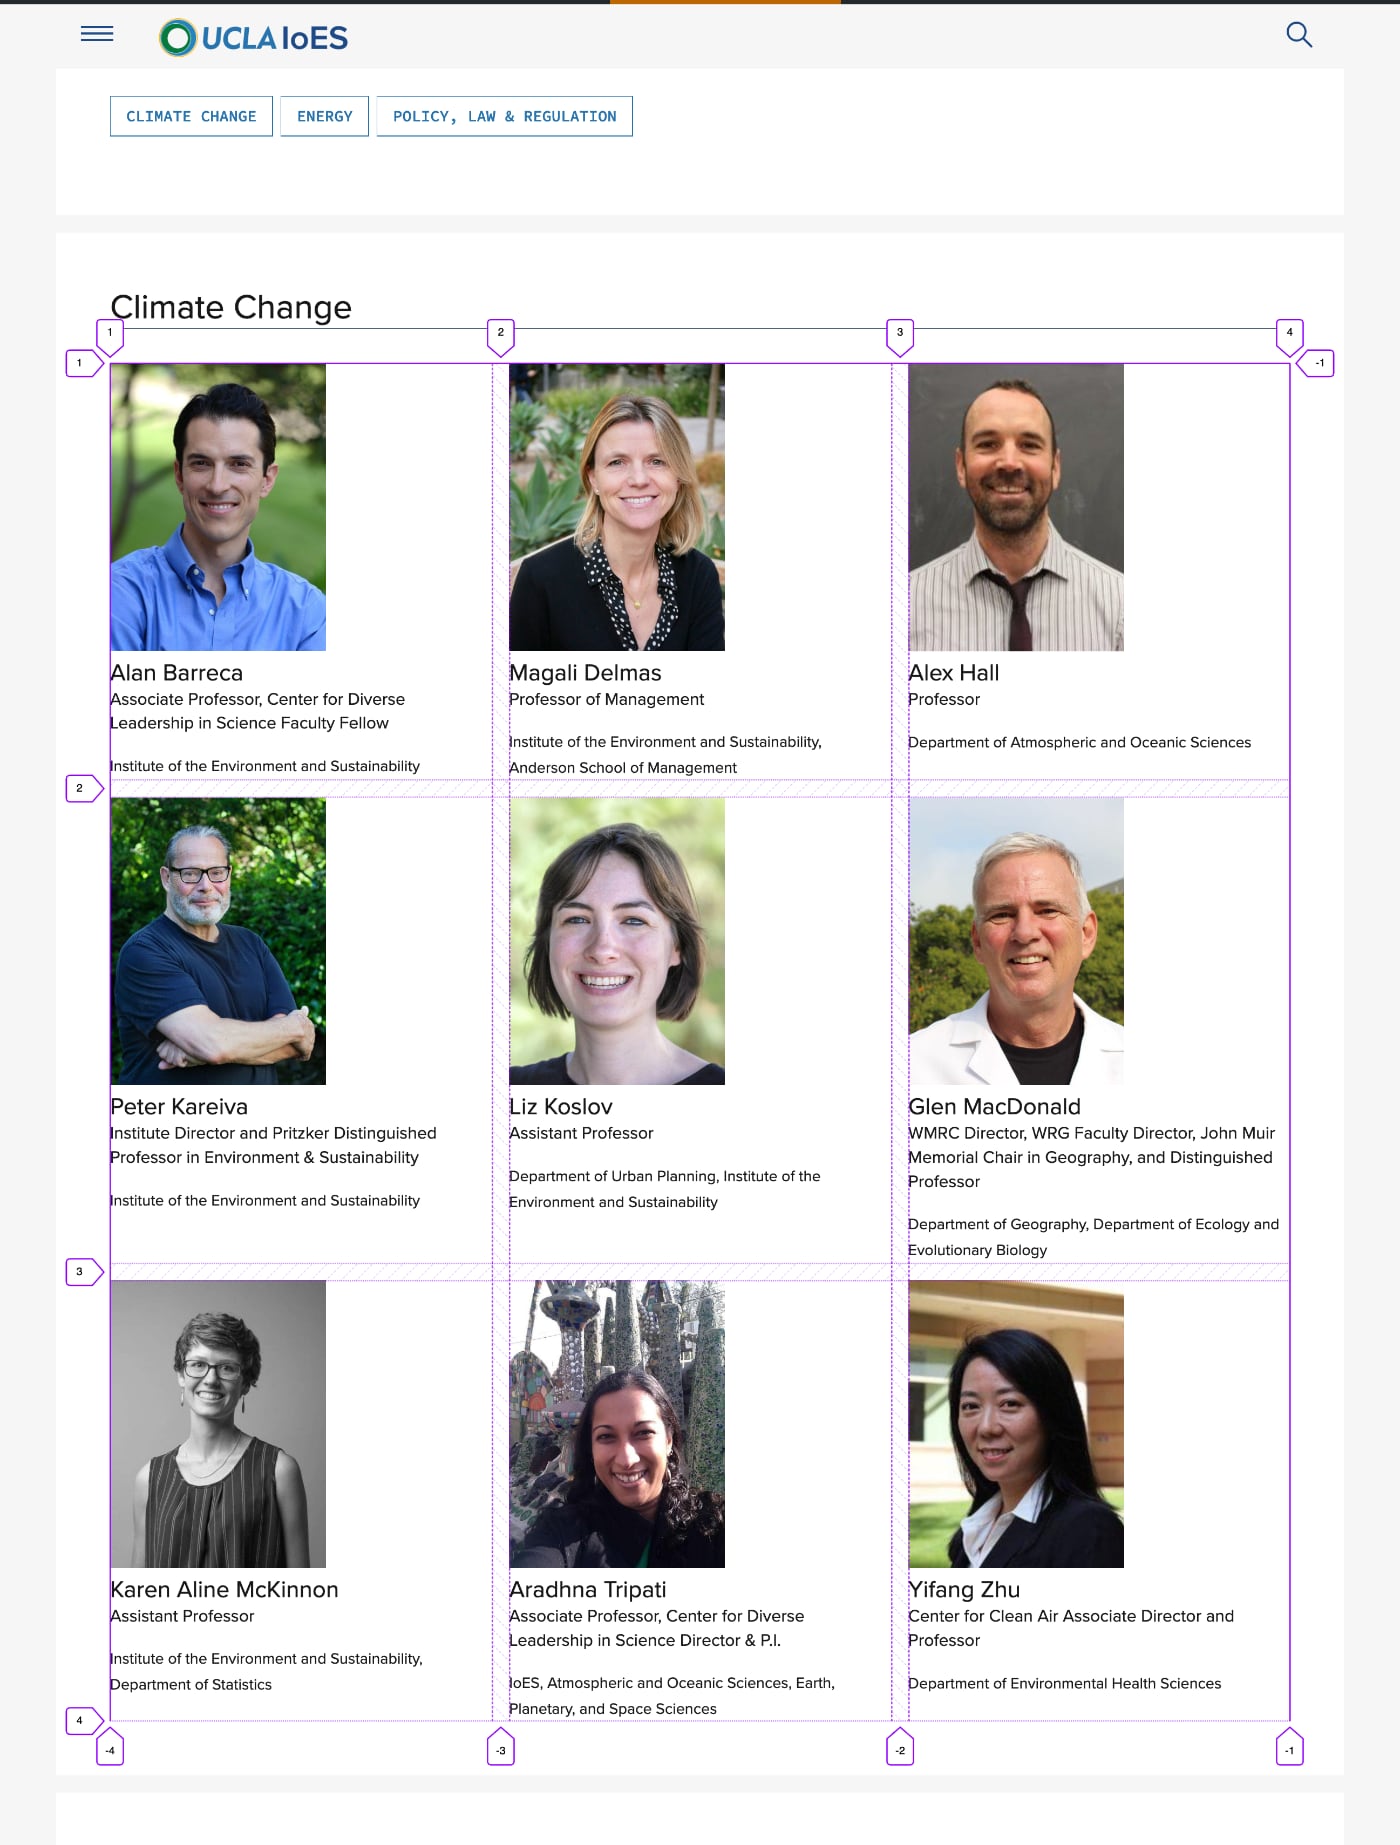 UCLA IoES
CLIMATE CHANGE
ENERGY
POLICY, LAW & REGULATION
Climate Change
1
2
3
4
1
-1
Alan Barreca
Associate Professor, Center for Diverse
Leadership in Science Faculty Fellow
Institute of the Environment and Sustainability
Magali Delmas
Professor of Management
Institute of the Environment and Sustainability,
Anderson School of Management
Alex Hall
Professor
Department of Atmospheric and Oceanic Sciences
2
Peter Kareiva
Institute Director and Pritzker Distinguished
Professor in Environment & Sustainability
Institute of the Environment and Sustainability
Liz Koslov
Assistant Professor
Department of Urban Planning, Institute of the
Environment and Sustainability
Glen MacDonald
WMRC Director, WRG Faculty Director, John Muir
Memorial Chair in Geography, and Distinguished
Professor
Department of Geography, Department of Ecology and
Evolutionary Biology
3
Karen Aline McKinnon
Assistant Professor
Institute of the Environment and Sustainability,
Department of Statistics
Aradhna Tripati
Associate Professor, Center for Diverse
Leadership in Science Director & P.I.
IoES, Atmospheric and Oceanic Sciences, Earth,
Planetary, and Space Sciences
Yifang Zhu
Center for Clean Air Associate Director and
Professor
Department of Environmental Health Sciences
4
-4
-3
-2
-1